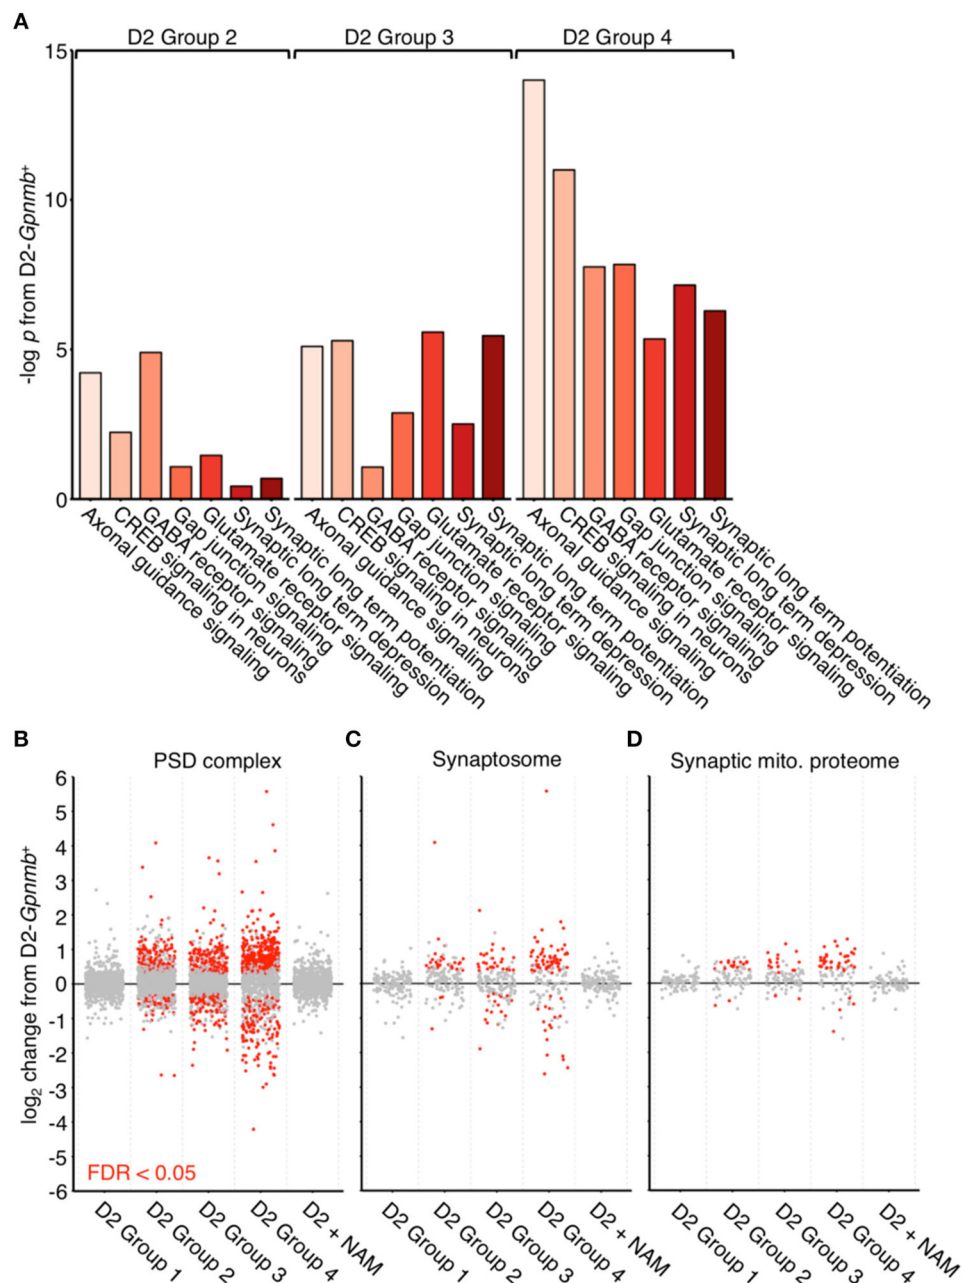 A
D2 Group 2
D2 Group 3
D2 Group 4
15
10
5
0
-log p from D2-Gpnmb+
Axonal guidance signaling
CREB signaling in neurons
GABA receptor signaling
Gap junction signaling
Glutamate receptor signaling
Synaptic long term depression
Synaptic long term potentiation
Axonal guidance signaling
CREB signaling in neurons
GABA receptor signaling
Gap junction signaling
Glutamate receptor signaling
Synaptic long term depression
Synaptic long term potentiation
Axonal guidance signaling
CREB signaling in neurons
GABA receptor signaling
Gap junction signaling
Glutamate receptor signaling
Synaptic long term depression
Synaptic long term potentiation
B
PSD complex
C
Synaptosome
D
Synaptic mito. proteome
6
5
4
3
2
1
0
-1
-2
-3
-4
-5
-6
log2 change from D2-Gpnmb+
FDR < 0.05
D2 Group 1
D2 Group 2
D2 Group 3
D2 Group 4
D2 + NAM
D2 Group 1
D2 Group 2
D2 Group 3
D2 Group 4
D2 + NAM
D2 Group 1
D2 Group 2
D2 Group 3
D2 Group 4
D2 + NAM